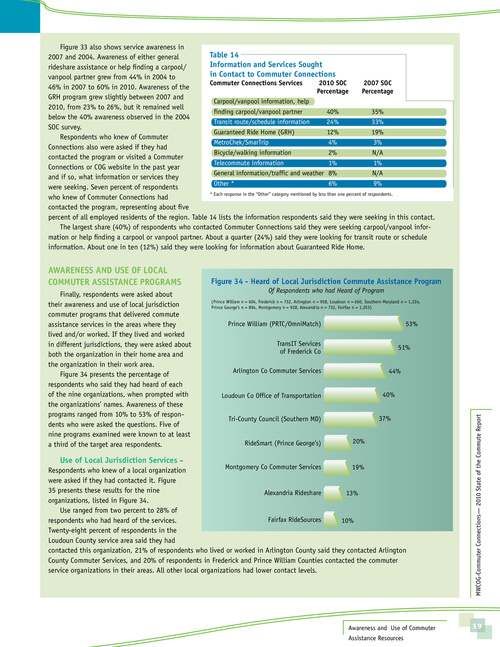 Figure 33 also shows service awareness in
2007 and 2004. Awareness of either general
rideshare assistance or help finding a carpool/
vanpool partner grew from 44% in 2004 to
46% in 2007 to 60% in 2010. Awareness of the
GRH program grew slightly between 2007 and
2010, from 23% to 26%, but it remained well
below the 40% awareness observed in the 2004
SOC survey.
Respondents who knew of Commuter
Connections also were asked if they had
contacted the program or visited a Commuter
Connections or COG website in the past year
and if so, what information or services they
were seeking. Seven percent of respondents
who knew of Commuter Connections had
contacted the program, representing about five
percent of all employed residents of the region. Table 14 lists the information respondents said they were seeking in this contact.
The largest share (40%) of respondents who contacted Commuter Connections said they were seeking carpool/vanpool infor-
mation or help finding a carpool or vanpool partner. About a quarter (24%) said they were looking for transit route or schedule
information. About one in ten (12%) said they were looking for information about Guaranteed Ride Home.
Table 14
Information and Services Sought
in Contact to Commuter Connections
Commuter Connections Services 2010 SOC 2007 SOC
Percentage Percentage
Carpool/vanpool information, help
finding carpool/vanpool partner 40% 35%
Transit route/schedule information 24% 33%
Guaranteed Ride Home (GRH) 12% 19%
MetroChek/SmarTrip 4% 3%
Bicycle/walking information 2% N/A
Telecommute information 1% 1%
General information/traffic and weather 8% N/A
Other * 6% 9%
* Each response in the "Other" category mentioned by less than one percent of respondents.
AWARENESS AND USE OF LOCAL
COMMUTER ASSISTANCE PROGRAMS
Finally, respondents were asked about
their awareness and use of local jurisdiction
commuter programs that delivered commute
assistance services in the areas where they
lived and/or worked. If they lived and worked
in different jurisdictions, they were asked about
both the organization in their home area and
the organization in their work area.
Figure 34 presents the percentage of
respondents who said they had heard of each
of the nine organizations, when prompted with
the organizations' names. Awareness of these
programs ranged from 10% to 53% of respon-
dents who were asked the questions. Five of
nine programs examined were known to at least
a third of the target area respondents.
Use of Local Jurisdiction Services –
Respondents who knew of a local organization
were asked if they had contacted it. Figure
35 presents these results for the nine
organizations, listed in Figure 34.
Use ranged from two percent to 28% of
respondents who had heard of the services.
Twenty-eight percent of respondents in the
Loudoun County service area said they had
contacted this organization, 21% of respondents who lived or worked in Arlington County said they contacted Arlington
County Commuter Services, and 20% of respondents in Frederick and Prince William Counties contacted the commuter
service organizations in their areas. All other local organizations had lower contact levels.
Figure 34 - Heard of Local Jurisdiction Commute Assistance Program
Of Respondents who had Heard of Program
(Prince William n = 604, Frederick n = 732, Arlington n = 958, Loudoun n = 660, Southern Maryland n = 1,224,
Prince George's n = 894, Montgomery n = 928, Alexandria n = 732, Fairfax n = 1,253)
Prince William (PRTC/OmniMatch) 53%
TransIT Services
of Frederick Co 51%
Arlington Co Commuter Services 44%
Loudoun Co Office of Transportation 40%
Tri-County Council (Southern MD) 37%
RideSmart (Prince George's) 20%
Montgomery Co Commuter Services 19%
Alexandria Rideshare 13%
Fairfax RideSources 10%
MWCOG-Commuter Connections— 2010 State of the Commute Report
Awareness and Use of Commuter
Assistance Resources
39